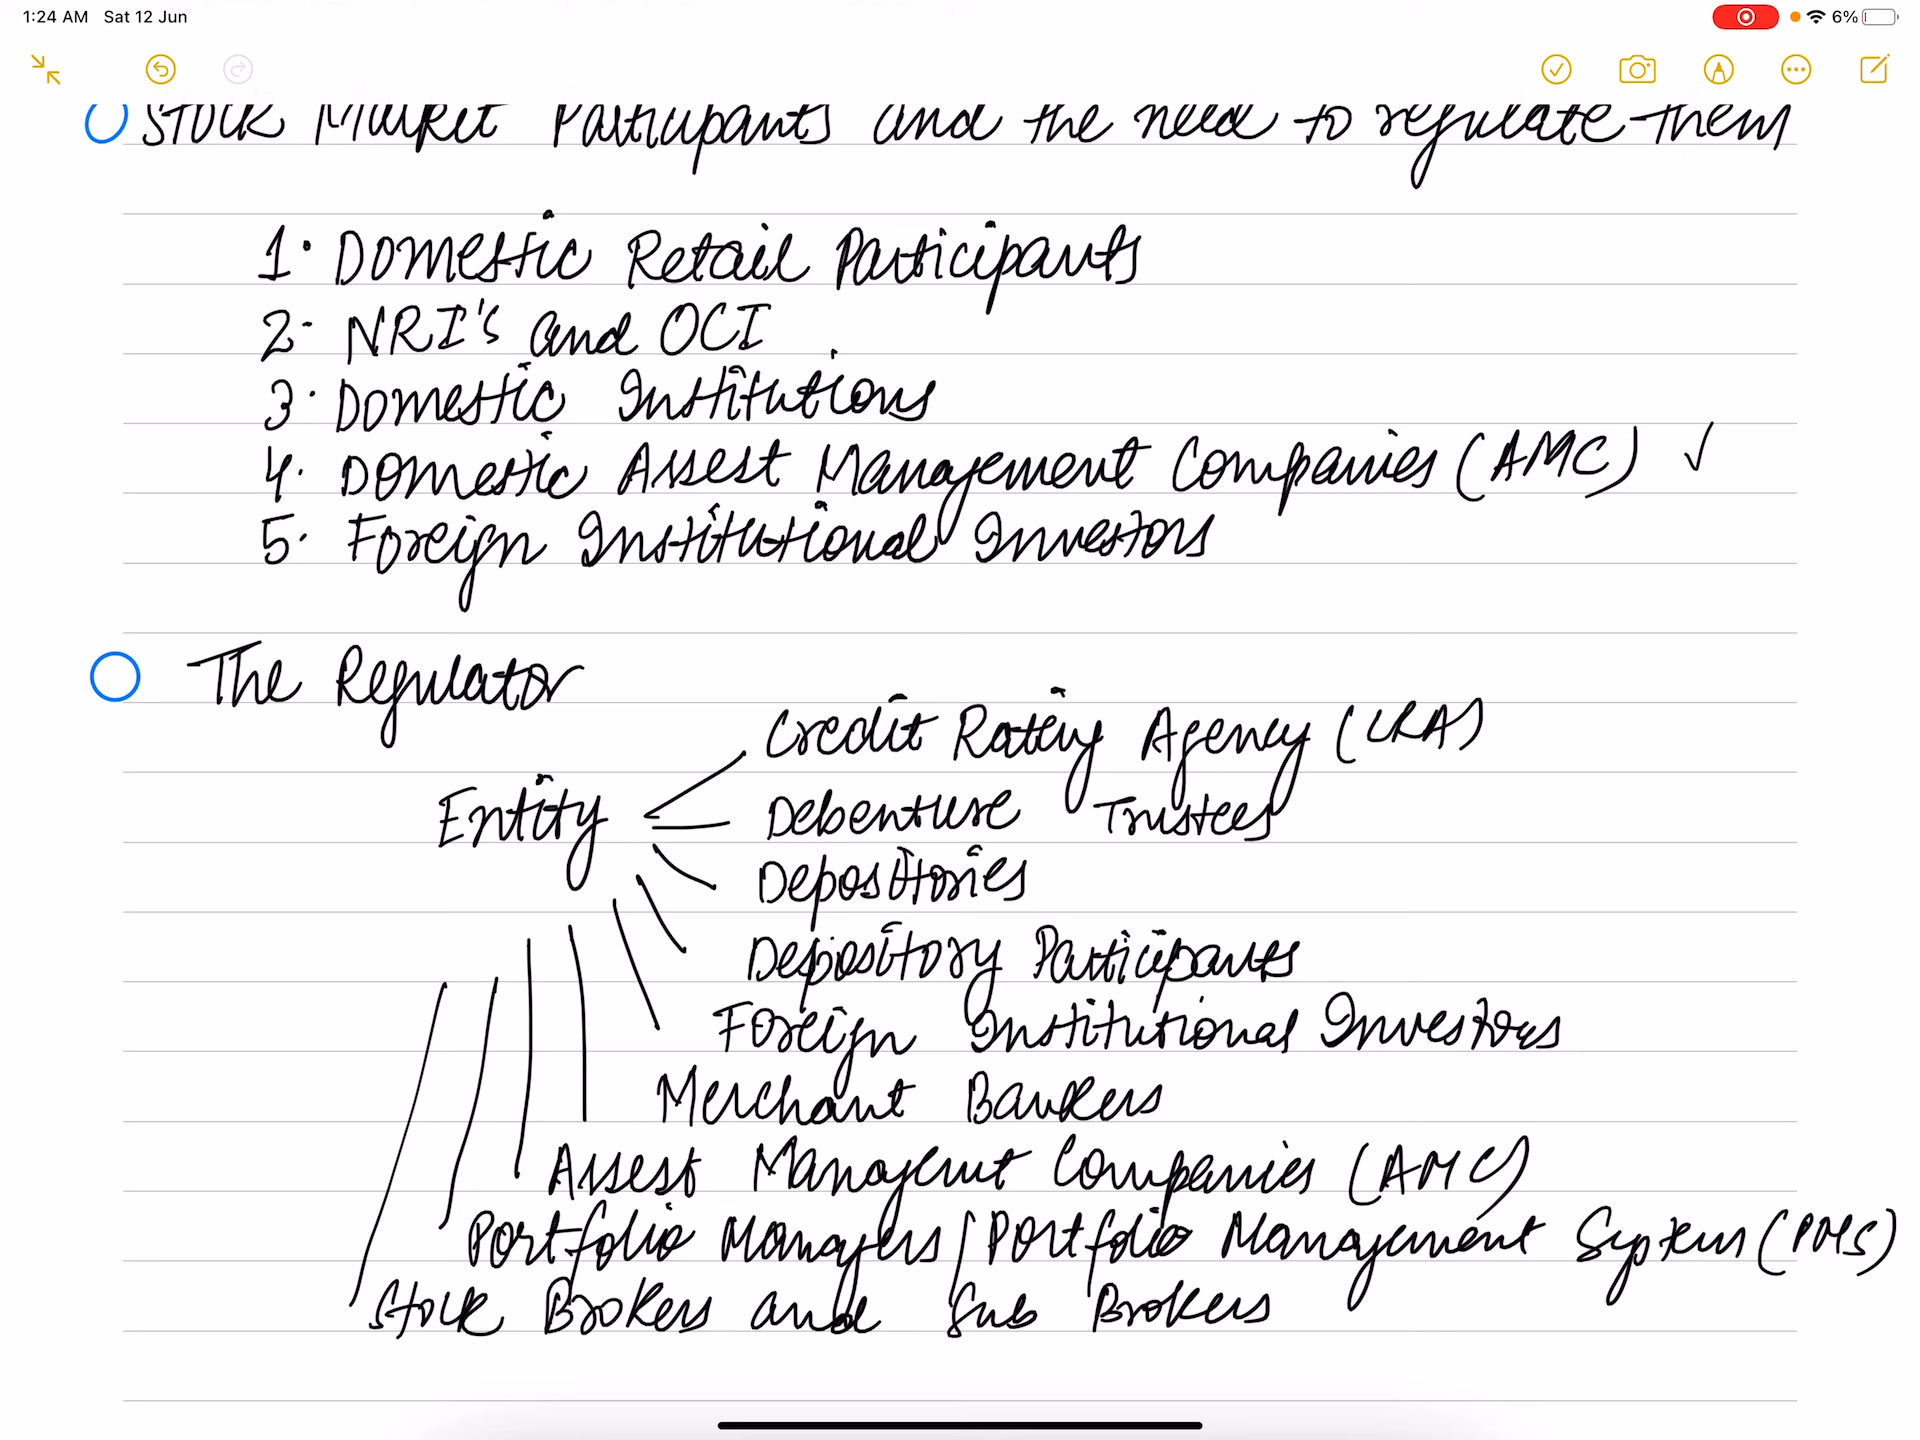 1:24 AM Sat 12 Jun 6%
Stock Market Participants and the need to regulate them
1. Domestic Retail Participants
2. NRI's and OCI
3. Domestic Institutions
4. Domestic Assest Management Companies (AMC) ✓
5. Foreign Institutional Investors
The Regulator
Credit Rating Agency (CRA)
Entity
Debenture Trustees
Depositories
Depository Participants
Foreign Institutional Investors
Merchant Bankers
Assest Management Companies (AMC)
Portfolio Managers/Portfolio Management System (PMS)
Stock Brokers and Sub Brokers